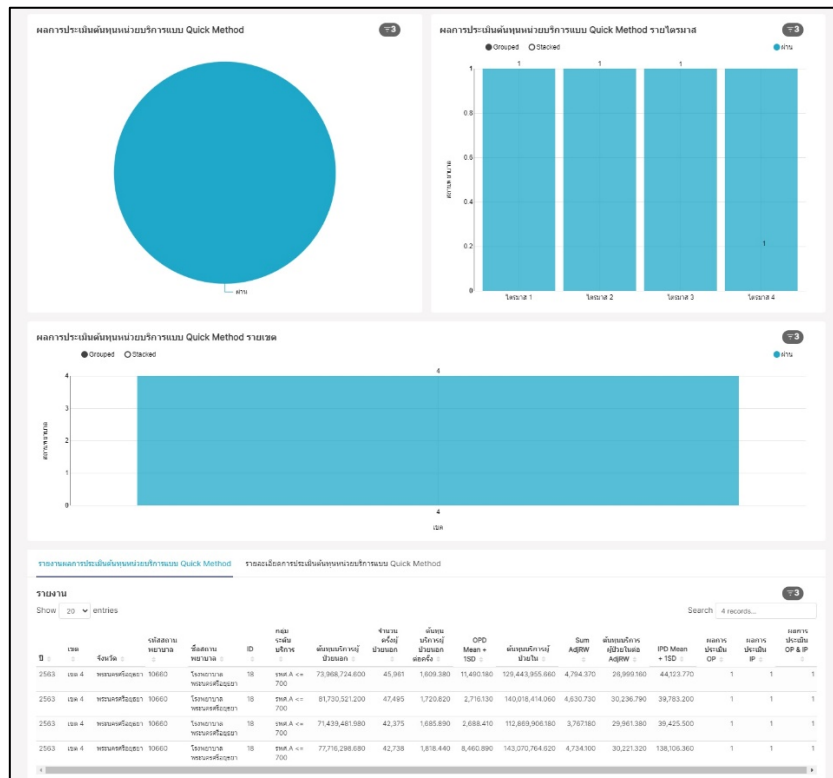 ผลการประเมินต้นทุนหน่วยบริการแบบ Quick Method
3
ผ่าน
ผลการประเมินต้นทุนหน่วยบริการแบบ Quick Method รายไตรมาส
3
Grouped Stacked
ผ่าน
1 1 1
1
0.8
0.6
0.4
0.2
0
สถานพยาบาล
1
ไตรมาส 1 ไตรมาส 2 ไตรมาส 3 ไตรมาส 4
ผลการประเมินต้นทุนหน่วยบริการแบบ Quick Method รายเขต
3
Grouped Stacked
ผ่าน
4
4
3
2
1
0
สถานพยาบาล
4
เขต
รายงานผลการประเมินต้นทุนหน่วยบริการแบบ Quick Method รายละเอียดการประเมินต้นทุนหน่วยบริการแบบ Quick Method
รายงาน
3
Show 20 entries Search 4 records...
ปี เขต จังหวัด รหัสสถานพยาบาล ชื่อสถานพยาบาล ID กลุ่มระดับบริการ ต้นทุนบริการผู้ป่วยนอก จำนวนครั้งผู้ป่วยนอก ต้นทุนบริการผู้ป่วยนอกต่อครั้ง OPD Mean + 1SD ต้นทุนบริการผู้ป่วยใน Sum AdjRW ต้นทุนบริการผู้ป่วยในต่อ AdjRW IPD Mean + 1SD ผลการประเมิน OP ผลการประเมิน IP ผลการประเมิน OP & IP
2563 เขต 4 พระนครศรีอยุธยา 10660 โรงพยาบาลพระนครศรีอยุธยา 18 รพศ.A <= 700 73,968,724.600 45,961 1,609.380 11,490.180 129,443,955.660 4,794.370 26,999.160 44,123.770 1 1 1
2563 เขต 4 พระนครศรีอยุธยา 10660 โรงพยาบาลพระนครศรีอยุธยา 18 รพศ.A <= 700 81,730,521.200 47,495 1,720.820 2,716.130 140,018,414.060 4,630.730 30,236.790 39,783.200 1 1 1
2563 เขต 4 พระนครศรีอยุธยา 10660 โรงพยาบาลพระนครศรีอยุธยา 18 รพศ.A <= 700 71,439,481.980 42,375 1,685.890 2,688.410 112,869,906.180 3,767.180 29,961.380 39,425.500 1 1 1
2563 เขต 4 พระนครศรีอยุธยา 10660 โรงพยาบาลพระนครศรีอยุธยา 18 รพศ.A <= 700 77,716,298.680 42,738 1,818.440 8,460.890 143,070,764.620 4,734.100 30,221.320 138,106.360 1 1 1